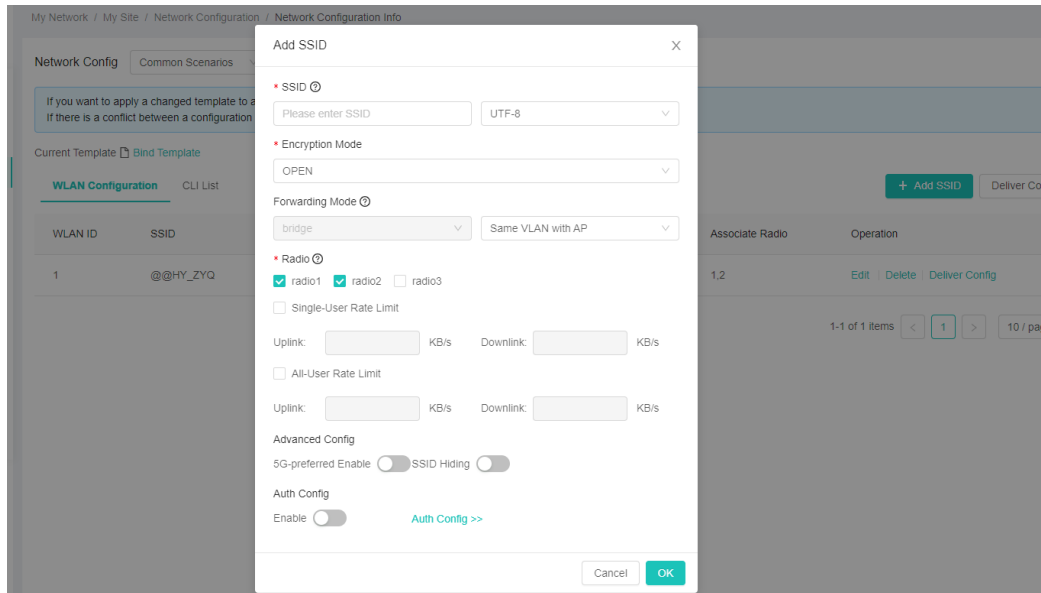 My Network / My Site / Network Configuration / Network Configuration Info
Add SSID
Network Config Common Scenarios
* SSID
If you want to apply a changed template to a
If there is a conflict between a configuration
Please enter SSID UTF-8
* Encryption Mode
Current Template Bind Template
OPEN
WLAN Configuration CLI List
+ Add SSID Deliver Co
Forwarding Mode
bridge Same VLAN with AP
WLAN ID SSID Associate Radio Operation
* Radio
radio1 radio2 radio3
1 @@HY_ZYQ 1,2 Edit Delete Deliver Config
Single-User Rate Limit
1-1 of 1 items < 1 > 10 / pa
Uplink: KB/s Downlink: KB/s
All-User Rate Limit
Uplink: KB/s Downlink: KB/s
Advanced Config
5G-preferred Enable SSID Hiding
Auth Config
Enable Auth Config >>
Cancel OK